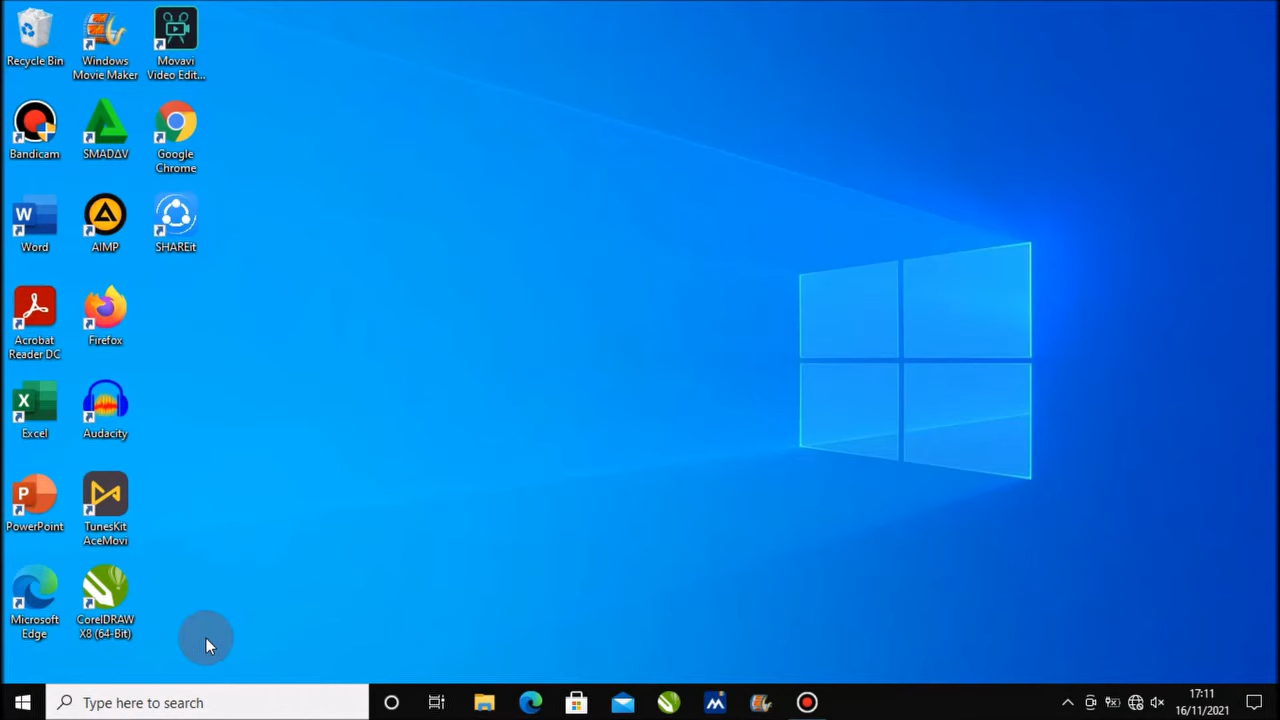 Recycle Bin
Windows
Movie Maker
Movavi
Video Edit...
Bandicam
SMADΔV
Google
Chrome
W
Word
AIMP
SHAREit
Acrobat
Reader DC
Firefox
X
Excel
Audacity
P
PowerPoint
TunesKit
AceMovi
Microsoft
Edge
CorelDRAW
X8 (64-Bit)
Type here to search
17:11
16/11/2021